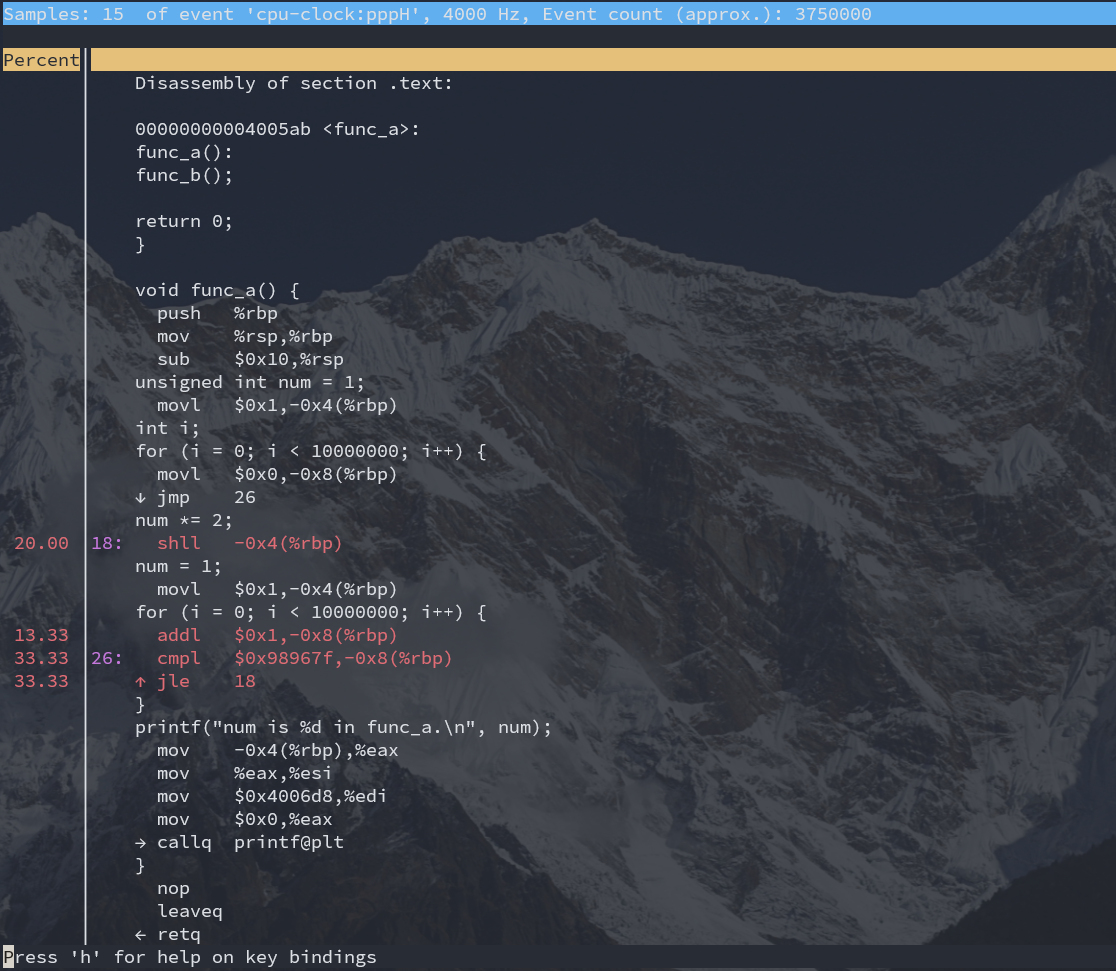 Samples: 15  of event 'cpu-clock:pppH', 4000 Hz, Event count (approx.): 3750000
Percent
Disassembly of section .text:
00000000004005ab <func_a>:
func_a():
func_b();
return 0;
}
void func_a() {
push   %rbp
mov    %rsp,%rbp
sub    $0x10,%rsp
unsigned int num = 1;
movl   $0x1,-0x4(%rbp)
int i;
for (i = 0; i < 10000000; i++) {
movl   $0x0,-0x8(%rbp)
↓ jmp    26
num *= 2;
20.00  18:   shll   -0x4(%rbp)
num = 1;
movl   $0x1,-0x4(%rbp)
for (i = 0; i < 10000000; i++) {
13.33        addl   $0x1,-0x8(%rbp)
33.33  26:   cmpl   $0x98967f,-0x8(%rbp)
33.33      ↑ jle    18
}
printf("num is %d in func_a.\n", num);
mov    -0x4(%rbp),%eax
mov    %eax,%esi
mov    $0x4006d8,%edi
mov    $0x0,%eax
→ callq  printf@plt
}
nop
leaveq
← retq
Press 'h' for help on key bindings